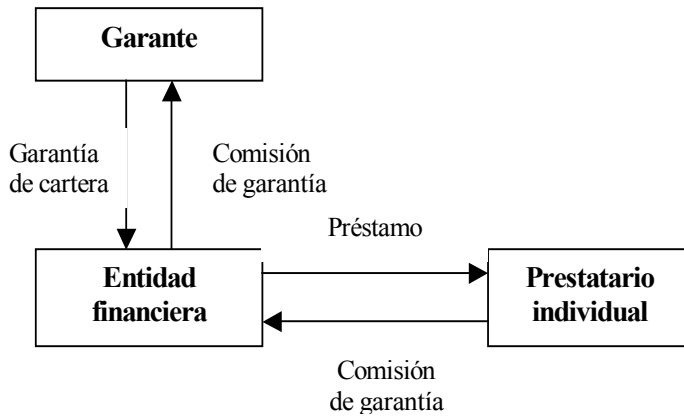 Garante
Garantía
de cartera
Comisión
de garantía
Préstamo
Entidad
financiera
Prestatario
individual
Comisión
de garantía